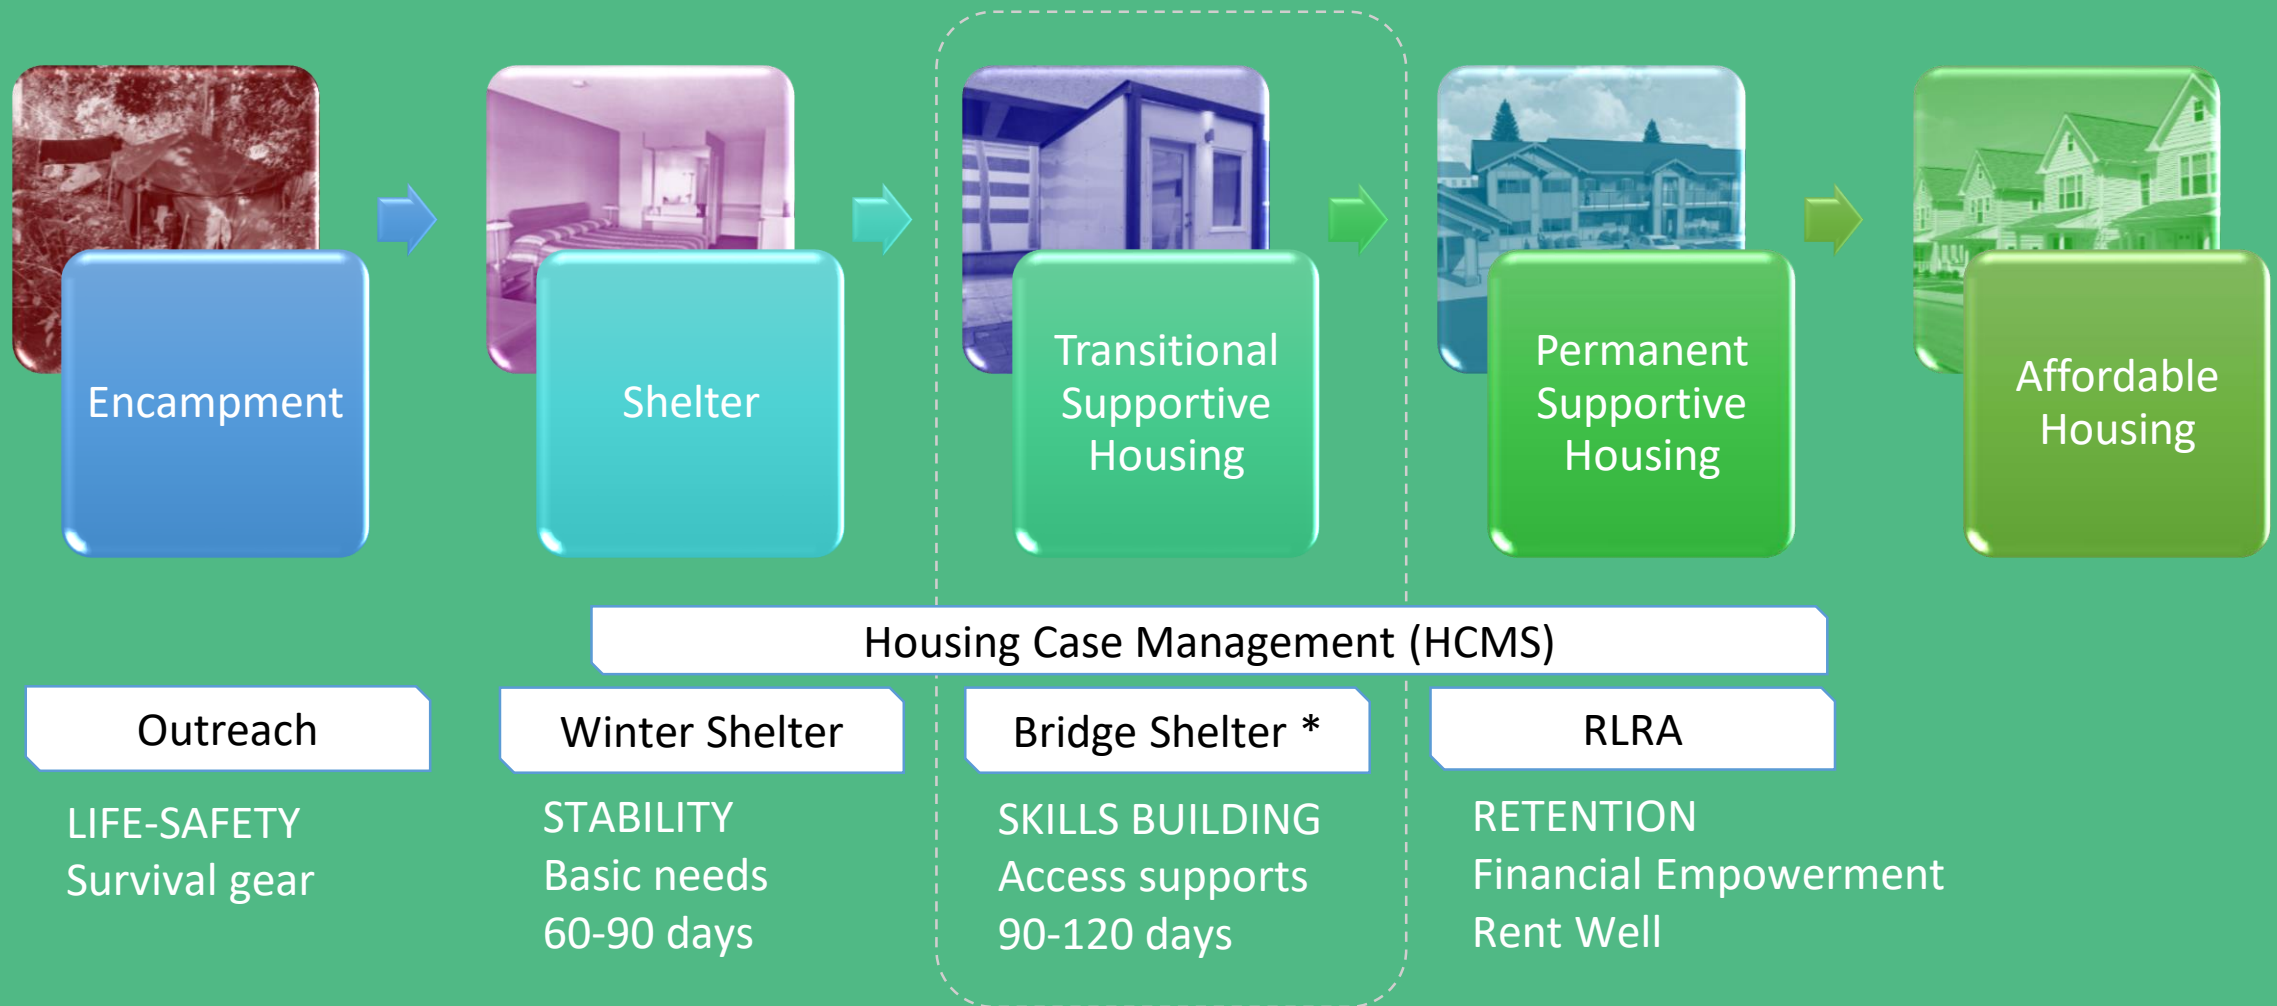 Encampment
Shelter
Transitional
Supportive
Housing
Permanent
Supportive
Housing
Affordable
Housing
Housing Case Management (HCMS)
Outreach
Winter Shelter
Bridge Shelter *
RLRA
LIFE-SAFETY
Survival gear
STABILITY
Basic needs
60-90 days
SKILLS BUILDING
Access supports
90-120 days
RETENTION
Financial Empowerment
Rent Well